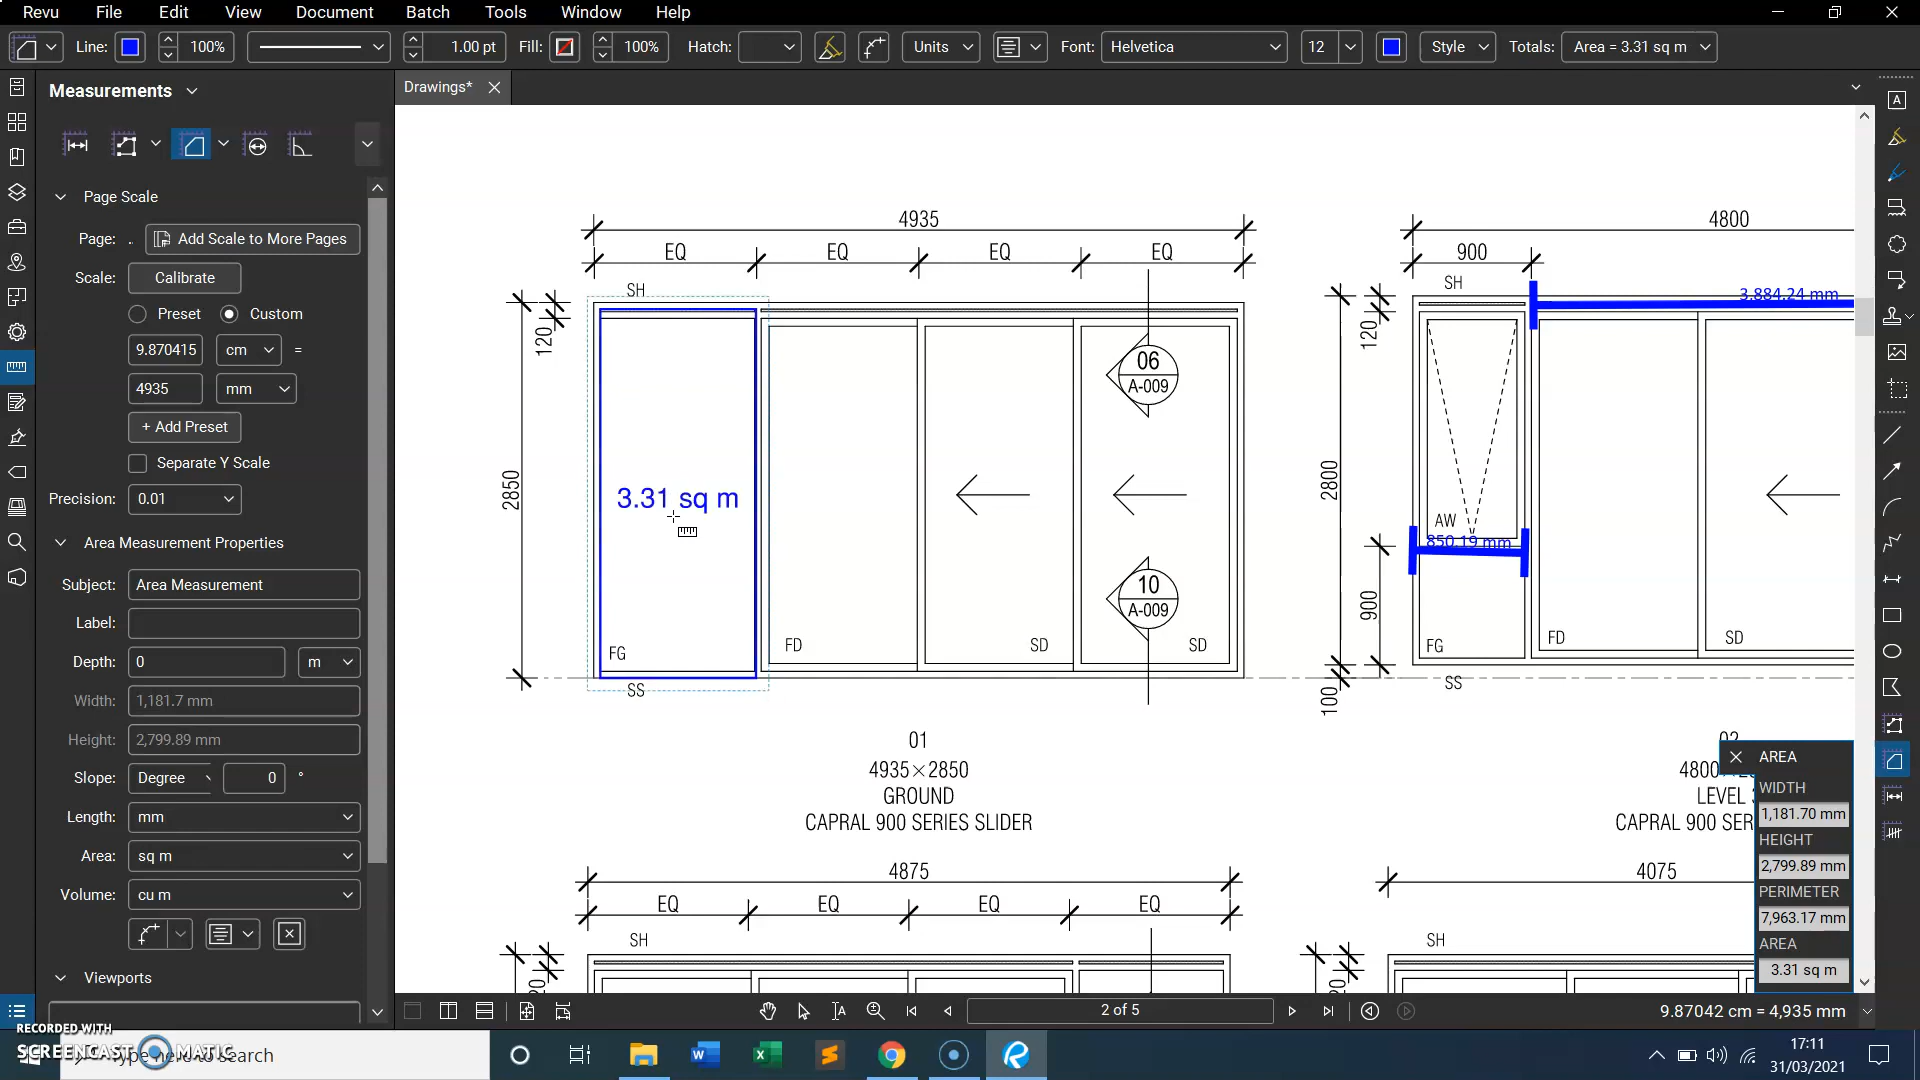 Revu File Edit View Document Batch Tools Window Help
Line: 100% 1.00 pt Fill: 100% Hatch: Units Font: Helvetica 12 Style Totals: Area = 3.31 sq m
Measurements
Drawings*
Page Scale
Page: .. Add Scale to More Pages
Scale: Calibrate
Preset Custom
9.870415 cm =
4935 mm
+ Add Preset
Separate Y Scale
Precision: 0.01
Area Measurement Properties
Subject: Area Measurement
Label:
Depth: 0 m
Width: 1,181.7 mm
Height: 2,799.89 mm
Slope: Degree 0 °
Length: mm
Area: sq m
Volume: cu m
Viewports
4935
EQ EQ EQ EQ
SH
120
2850
3.31 sq m
06
A-009
10
A-009
FG FD SD SD
SS
01
4935×2850
GROUND
CAPRAL 900 SERIES SLIDER
4800
900
SH
3,884.24 mm
120
2800
AW
850.19 mm
900
FG FD SD
SS
100
4800
LEVEL
CAPRAL 900 SER
4875
EQ EQ EQ EQ
SH
4075
SH
AREA
WIDTH
1,181.70 mm
HEIGHT
2,799.89 mm
PERIMETER
7,963.17 mm
AREA
3.31 sq m
2 of 5
9.87042 cm = 4,935 mm
RECORDED WITH
SCREENCAST MATIC
Type here to search
17:11
31/03/2021